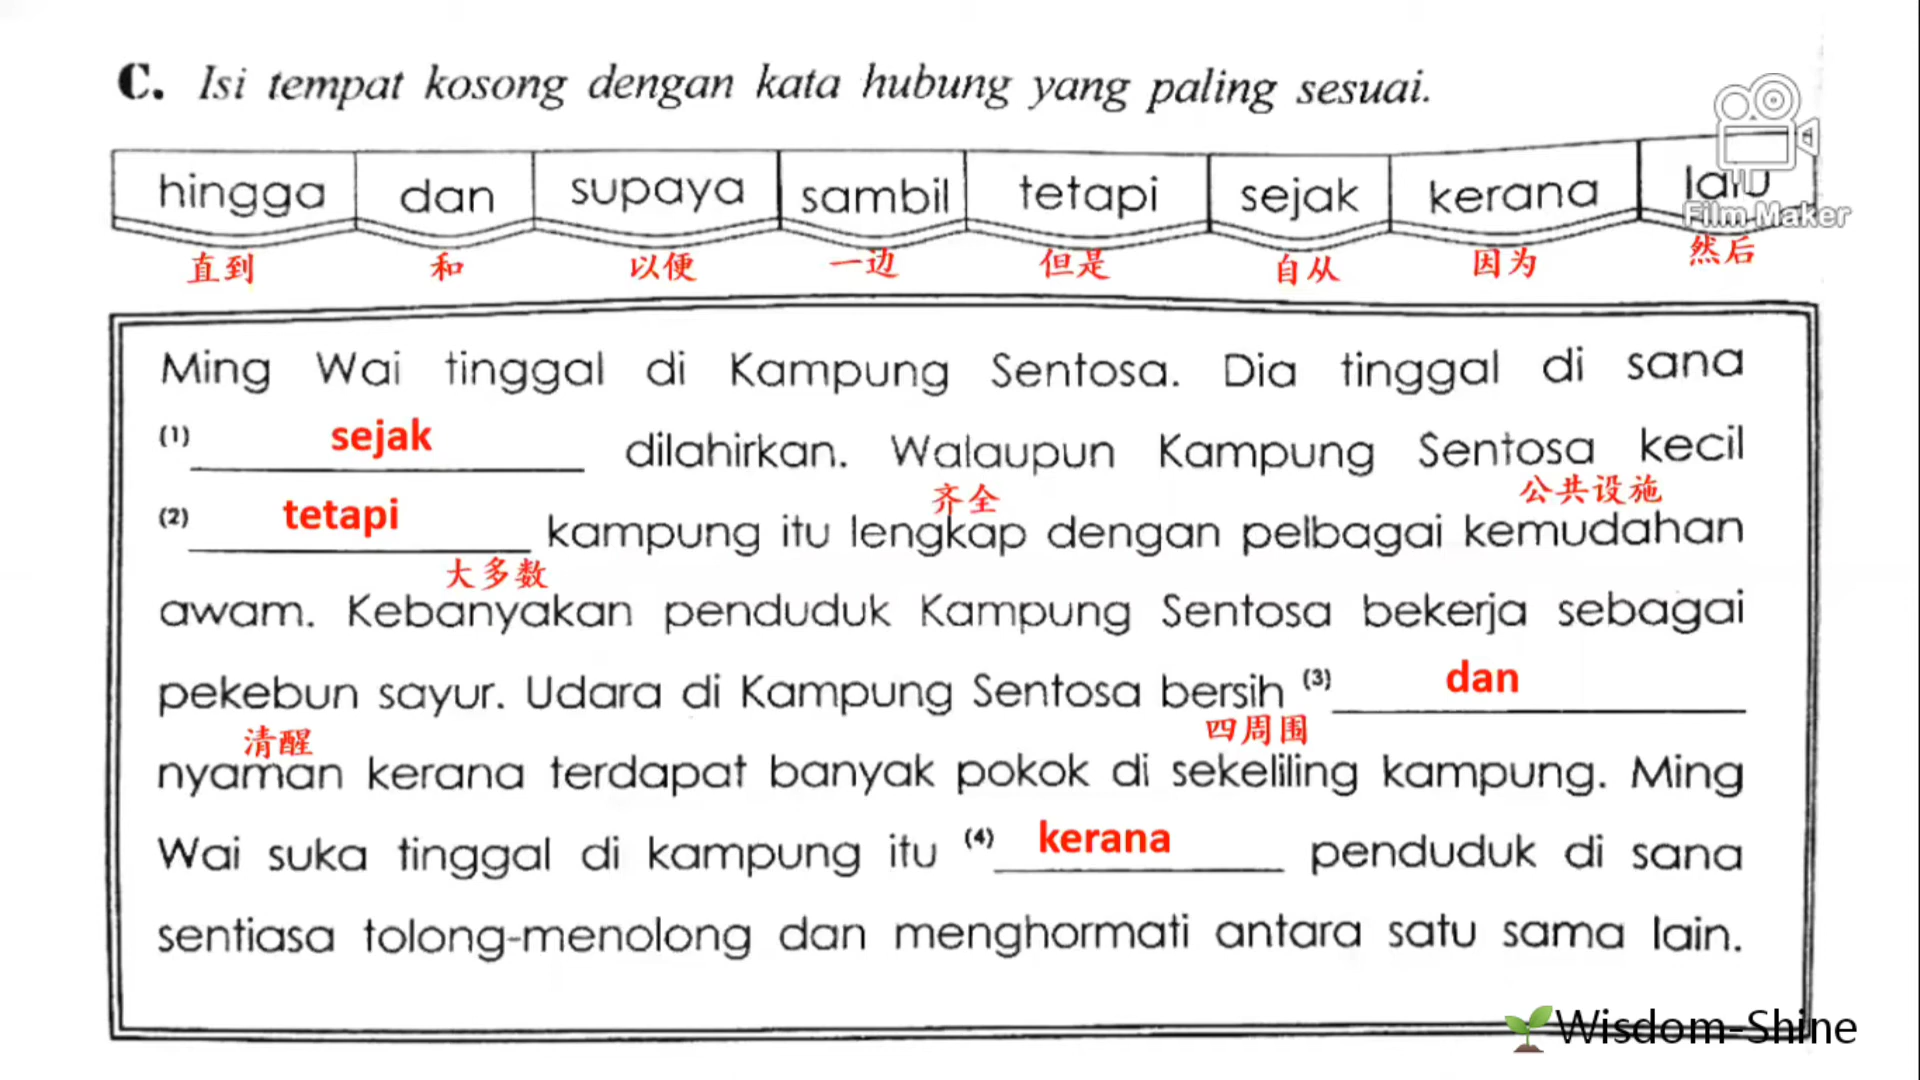 C. Isi tempat kosong dengan kata hubung yang paling sesuai.
hingga dan supaya sambil tetapi sejak kerana lalu
Film Maker
直到 和 以便 一边 但是 自从 因为 然后
Ming Wai tinggal di Kampung Sentosa. Dia tinggal di sana
(1) sejak dilahirkan. Walaupun Kampung Sentosa kecil
齐全 公共设施
(2) tetapi kampung itu lengkap dengan pelbagai kemudahan
大多数
awam. Kebanyakan penduduk Kampung Sentosa bekerja sebagai
pekebun sayur. Udara di Kampung Sentosa bersih (3) dan
清醒 四周围
nyaman kerana terdapat banyak pokok di sekeliling kampung. Ming
Wai suka tinggal di kampung itu (4) kerana penduduk di sana
sentiasa tolong-menolong dan menghormati antara satu sama lain.
Wisdom-Shine